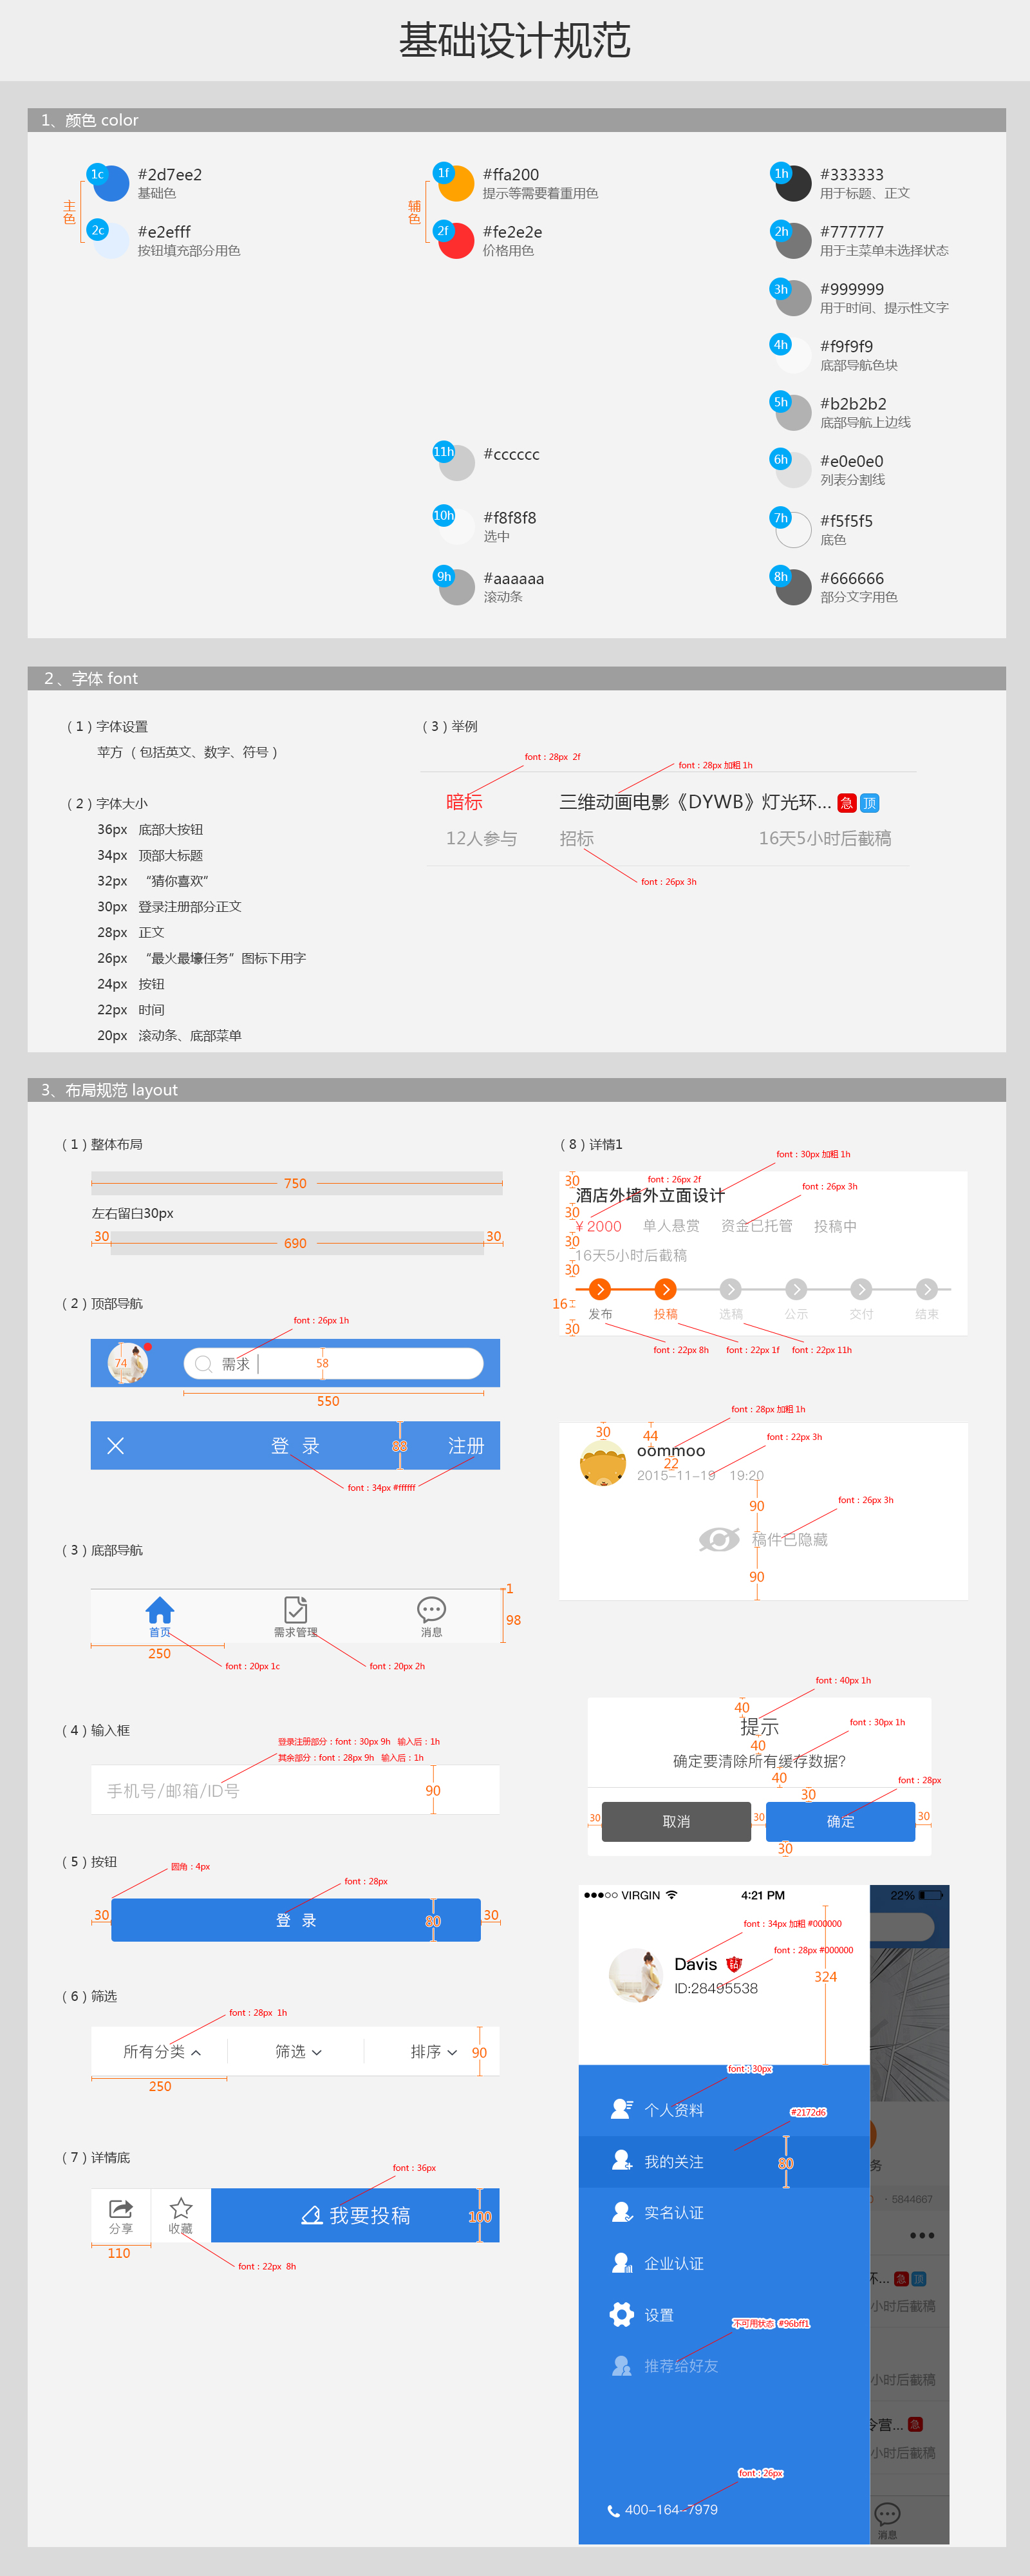 基础设计规范
1、颜色 color
主色
1c
#2d7ee2
基础色
2c
#e2efff
按钮填充部分用色
辅色
1f
#ffa200
提示等需要着重用色
2f
#fe2e2e
价格用色
11h
#cccccc
10h
#f8f8f8
选中
9h
#aaaaaa
滚动条
1h
#333333
用于标题、正文
2h
#777777
用于主菜单未选择状态
3h
#999999
用于时间、提示性文字
4h
#f9f9f9
底部导航色块
5h
#b2b2b2
底部导航上边线
6h
#e0e0e0
列表分割线
7h
#f5f5f5
底色
8h
#666666
部分文字用色
2、字体 font
（1）字体设置
苹方（包括英文、数字、符号）
（2）字体大小
36px 底部大按钮
34px 顶部大标题
32px “猜你喜欢”
30px 登录注册部分正文
28px 正文
26px “最火最壕任务”图标下用字
24px 按钮
22px 时间
20px 滚动条、底部菜单
（3）举例
font：28px 2f
font：28px 加粗 1h
暗标
三维动画电影《DYWB》灯光环... 急 顶
12人参与 招标 16天5小时后截稿
font：26px 3h
3、布局规范 layout
（1）整体布局
750
左右留白30px
30 690 30
（2）顶部导航
font：26px 1h
74
需求
58
550
登 录
88
注册
font：34px #ffffff
（3）底部导航
1
首页
需求管理
消息
98
250
font：20px 1c
font：20px 2h
（4）输入框
登录注册部分：font：30px 9h 输入后：1h
其余部分：font：28px 9h 输入后：1h
手机号/邮箱/ID号
90
（5）按钮
圆角：4px
font：28px
30
登 录
80
30
（6）筛选
font：28px 1h
所有分类
筛选
排序
90
250
（7）详情底
font：36px
分享
收藏
我要投稿
100
110
font：22px 8h
（8）详情1
font：30px 加粗 1h
font：26px 2f
font：26px 3h
30
酒店外墙外立面设计
30
¥2000 单人悬赏 资金已托管 投稿中
30
16天5小时后截稿
30
16
发布 投稿 选稿 公示 交付 结束
30
font：22px 8h
font：22px 1f
font：22px 11h
font：28px 加粗 1h
font：22px 3h
30
44
oommoo
22
2015-11-19 19:20
90
font：26px 3h
稿件已隐藏
90
font：40px 1h
40
提示
font：30px 1h
40
确定要清除所有缓存数据?
40
font：28px
30
30
取消
30
确定
30
30
VIRGIN
4:21 PM
22%
font：34px 加粗 #000000
font：28px #000000
Davis
钻
ID:28495538
324
font：30px
个人资料
#2172d6
我的关注
80
务
实名认证
0 · 5844667
企业认证
环... 急 顶
小时后截稿
设置
不可用状态 #96bff1
推荐给好友
小时后截稿
令营... 急
小时后截稿
font：26px
400-164-7979
消息